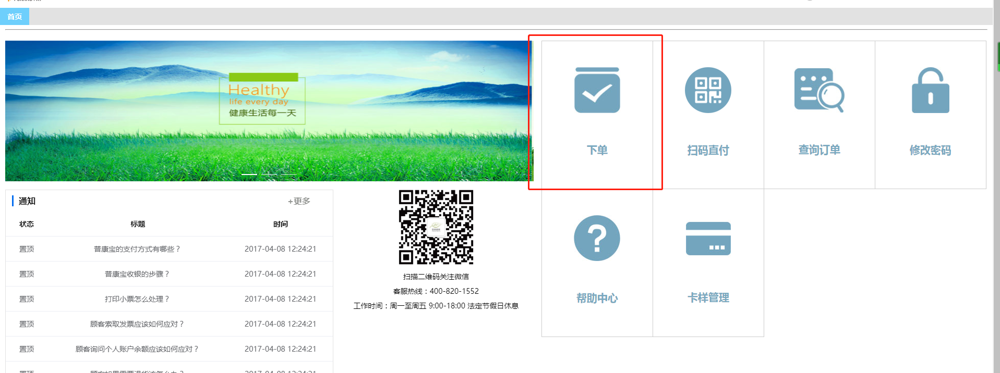 首页
Healthy
life every day
健康生活每一天
下单
扫码直付
查询订单
修改密码
通知
+更多
状态 标题 时间
置顶 普康宝的支付方式有哪些？ 2017-04-08 12:24:21
置顶 普康宝收银的步骤？ 2017-04-08 12:24:21
置顶 打印小票怎么处理？ 2017-04-08 12:24:21
置顶 顾客索取发票应该如何应对？ 2017-04-08 12:24:21
置顶 顾客询问个人账户余额应该如何应对？ 2017-04-08 12:24:21
扫描二维码关注微信
客服热线：400-820-1552
工作时间：周一至周五 9:00-18:00 法定节假日休息
帮助中心
卡样管理